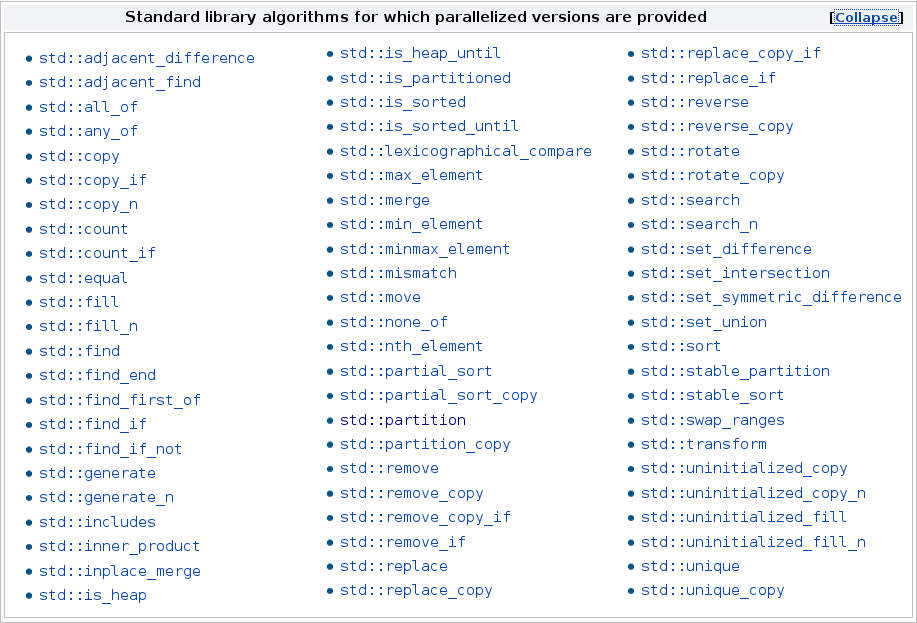 Standard library algorithms for which parallelized versions are provided
[Collapse]
std::adjacent_difference
std::adjacent_find
std::all_of
std::any_of
std::copy
std::copy_if
std::copy_n
std::count
std::count_if
std::equal
std::fill
std::fill_n
std::find
std::find_end
std::find_first_of
std::find_if
std::find_if_not
std::generate
std::generate_n
std::includes
std::inner_product
std::inplace_merge
std::is_heap
std::is_heap_until
std::is_partitioned
std::is_sorted
std::is_sorted_until
std::lexicographical_compare
std::max_element
std::merge
std::min_element
std::minmax_element
std::mismatch
std::move
std::none_of
std::nth_element
std::partial_sort
std::partial_sort_copy
std::partition
std::partition_copy
std::remove
std::remove_copy
std::remove_copy_if
std::remove_if
std::replace
std::replace_copy
std::replace_copy_if
std::replace_if
std::reverse
std::reverse_copy
std::rotate
std::rotate_copy
std::search
std::search_n
std::set_difference
std::set_intersection
std::set_symmetric_difference
std::set_union
std::sort
std::stable_partition
std::stable_sort
std::swap_ranges
std::transform
std::uninitialized_copy
std::uninitialized_copy_n
std::uninitialized_fill
std::uninitialized_fill_n
std::unique
std::unique_copy